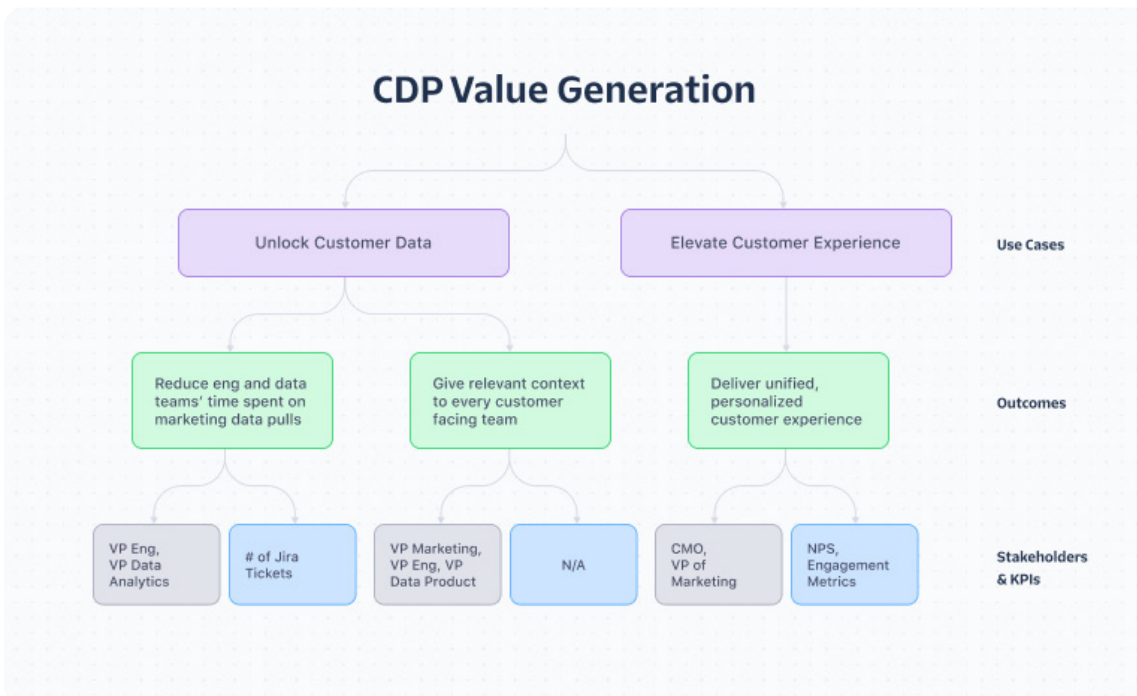 CDP Value Generation
Unlock Customer Data
Elevate Customer Experience
Use Cases
Reduce eng and data
teams' time spent on
marketing data pulls
Give relevant context
to every customer
facing team
Deliver unified,
personalized
customer experience
Outcomes
VP Eng,
VP Data
Analytics
# of Jira
Tickets
VP Marketing,
VP Eng, VP
Data Product
N/A
CMO,
VP of
Marketing
NPS,
Engagement
Metrics
Stakeholders
& KPIs